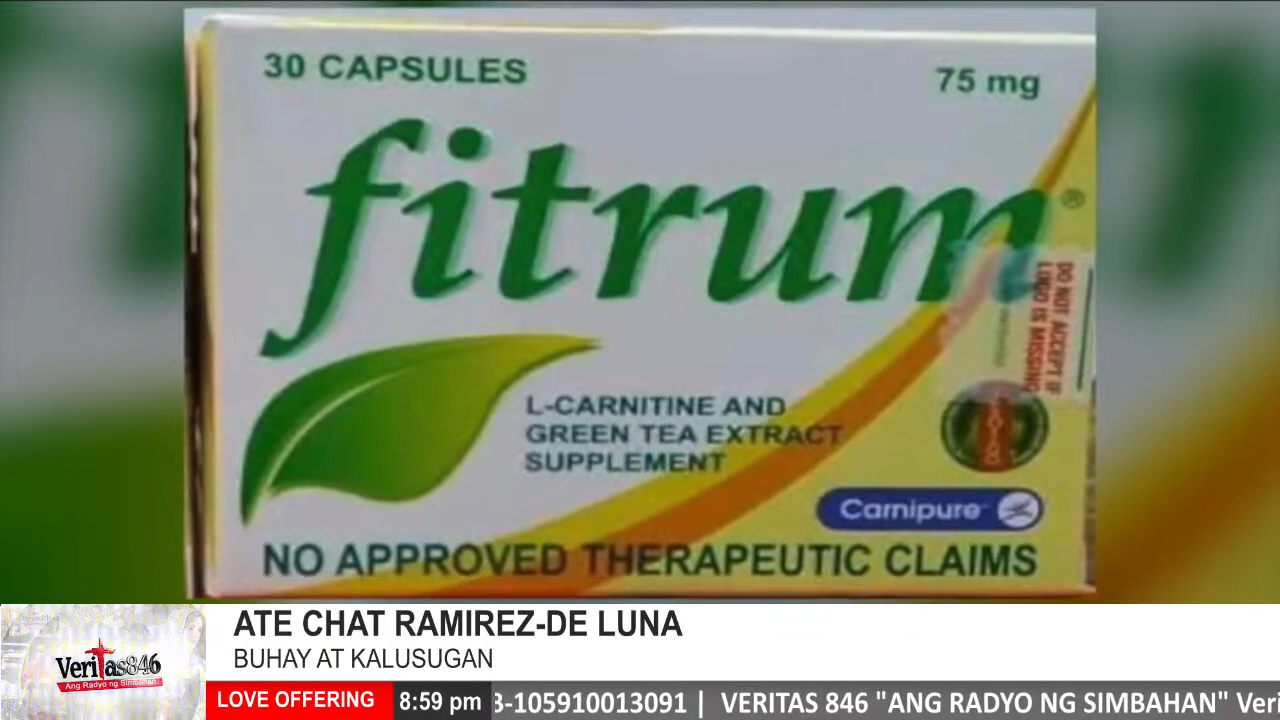 30 CAPSULES
75 mg
fitrum®
L-CARNITINE AND
GREEN TEA EXTRACT
SUPPLEMENT
DO NOT ACCEPT IF
LOGO IS MISSING
Carnipure™
NO APPROVED THERAPEUTIC CLAIMS
ATE CHAT RAMIREZ-DE LUNA
BUHAY AT KALUSUGAN
Veritas846
Ang Radyo ng Simbahan
LOVE OFFERING
8:59 pm
3-105910013091 | VERITAS 846 "ANG RADYO NG SIMBAHAN" Veri